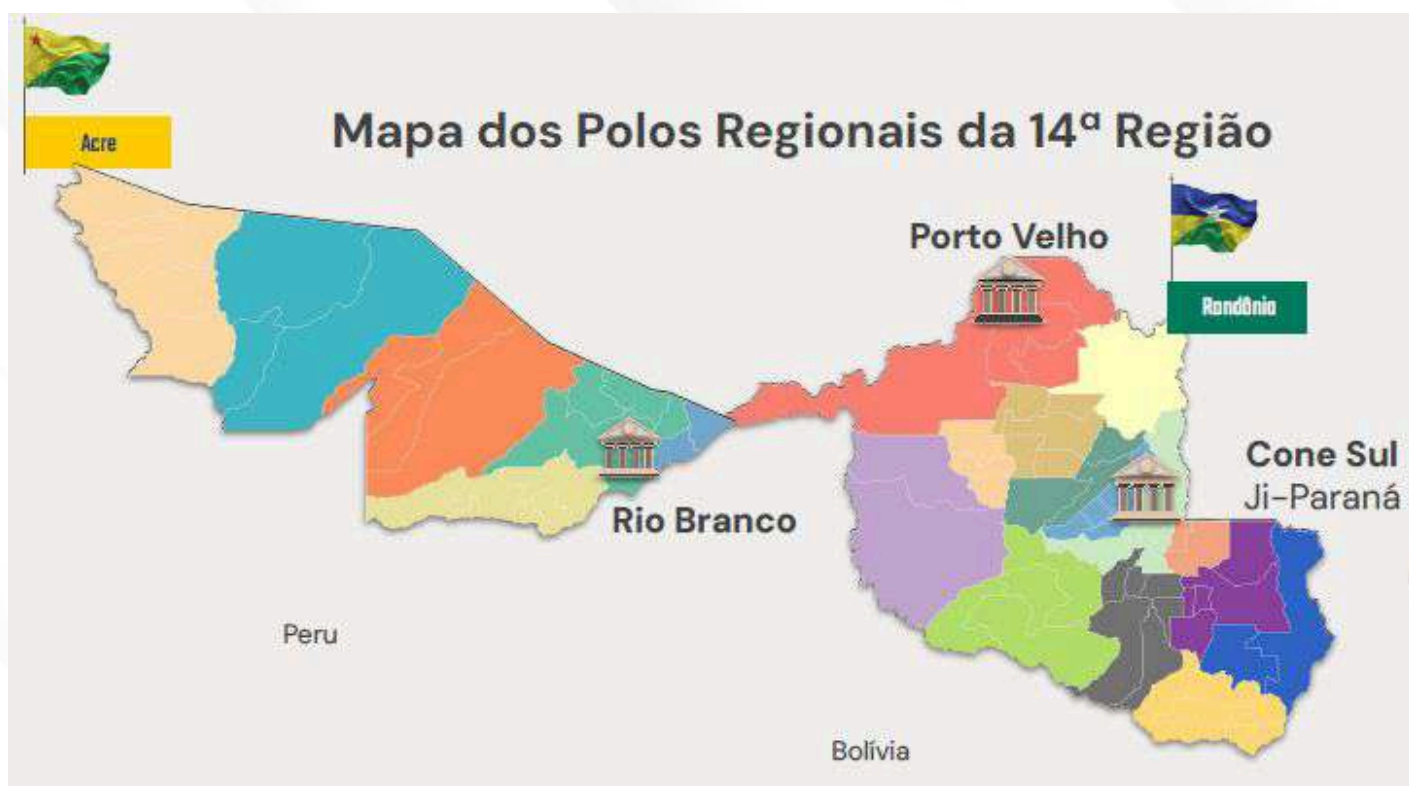 Acre
Mapa dos Polos Regionais da 14ª Região
Porto Velho
Rondônia
Cone Sul
Ji-Paraná
Rio Branco
Peru
Bolívia